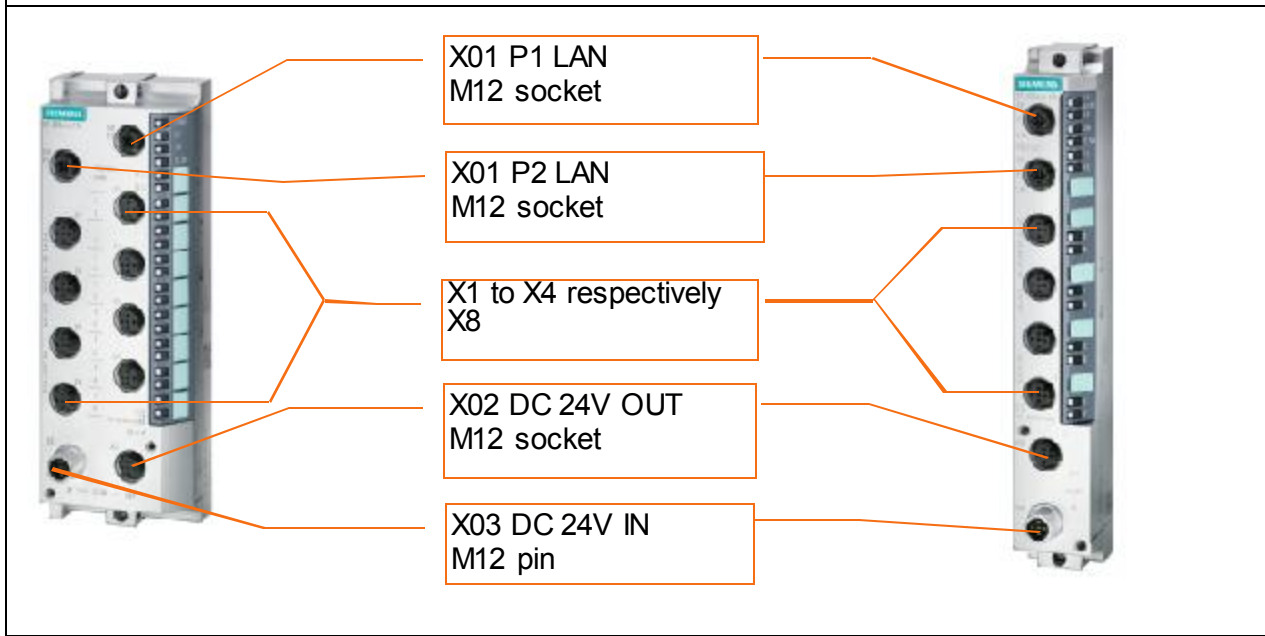 X01 P1 LAN
M12 socket
SIEMENS
X01 P2 LAN
M12 socket
X1 to X4 respectively
X8
X02 DC 24V OUT
M12 socket
X03 DC 24V IN
M12 pin